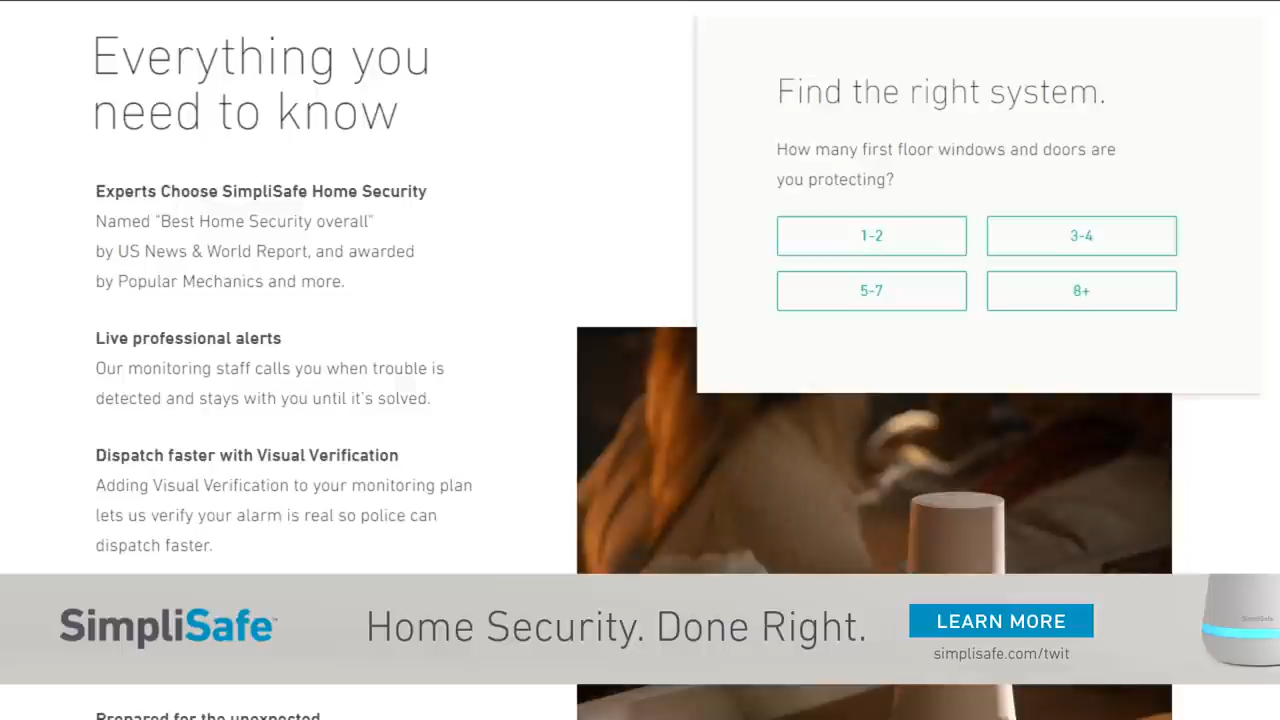 Everything you
need to know
Experts Choose SimpliSafe Home Security
Named "Best Home Security overall"
by US News & World Report, and awarded
by Popular Mechanics and more.
Live professional alerts
Our monitoring staff calls you when trouble is
detected and stays with you until it's solved.
Dispatch faster with Visual Verification
Adding Visual Verification to your monitoring plan
lets us verify your alarm is real so police can
dispatch faster.
Find the right system.
How many first floor windows and doors are
you protecting?
1-2
3-4
5-7
8+
SimpliSafe™
Home Security. Done Right.
LEARN MORE
simplisafe.com/twit
SimpliSafe
Prepared for the unexpected